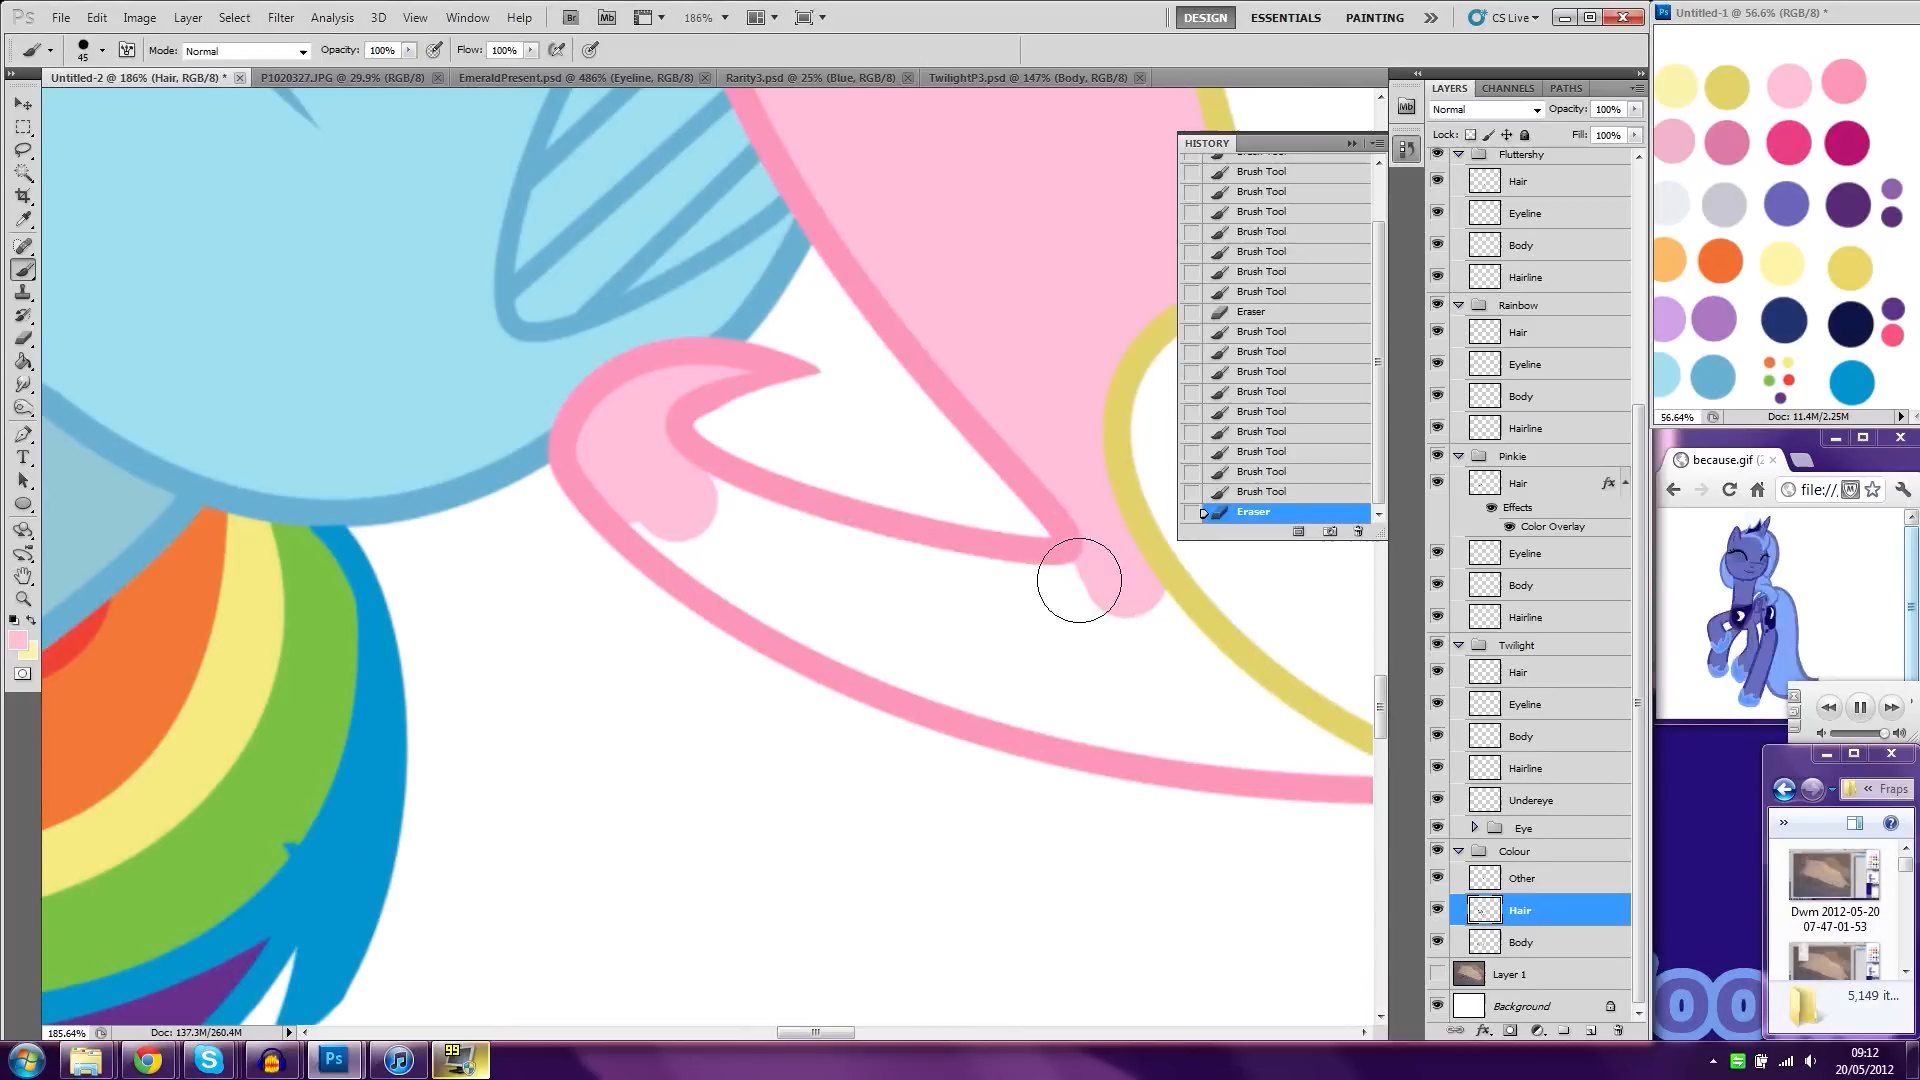 Ps File Edit Image Layer Select Filter Analysis 3D View Window Help Br Mb 186% DESIGN ESSENTIALS PAINTING CS Live
45 Mode: Normal Opacity: 100% Flow: 100%
Untitled-2 @ 186% (Hair, RGB/8) * P1020327.JPG @ 29.9% (RGB/8) EmeraldPresent.psd @ 486% (Eyeline, RGB/8) Rarity3.psd @ 25% (Blue, RGB/8) TwilightP3.psd @ 147% (Body, RGB/8)
HISTORY
Brush Tool
Brush Tool
Brush Tool
Brush Tool
Brush Tool
Brush Tool
Brush Tool
Eraser
Brush Tool
Brush Tool
Brush Tool
Brush Tool
Brush Tool
Brush Tool
Brush Tool
Brush Tool
Brush Tool
Eraser
185.64% Doc: 137.3M/260.4M
Mb
LAYERS CHANNELS PATHS
Normal Opacity: 100%
Lock: Fill: 100%
Fluttershy
Hair
Eyeline
Body
Hairline
Rainbow
Hair
Eyeline
Body
Hairline
Pinkie
Hair fx
Effects
Color Overlay
Eyeline
Body
Hairline
Twilight
Hair
Eyeline
Body
Hairline
Undereye
Eye
Colour
Other
Hair
Body
Layer 1
Background
Ps Untitled-1 @ 56.6% (RGB/8) *
56.64% Doc: 11.4M/2.25M
because.gif (
file://.
« Fraps
Dwm 2012-05-20
07-47-01-53
5,149 it...
Ps
99
09:12
20/05/2012